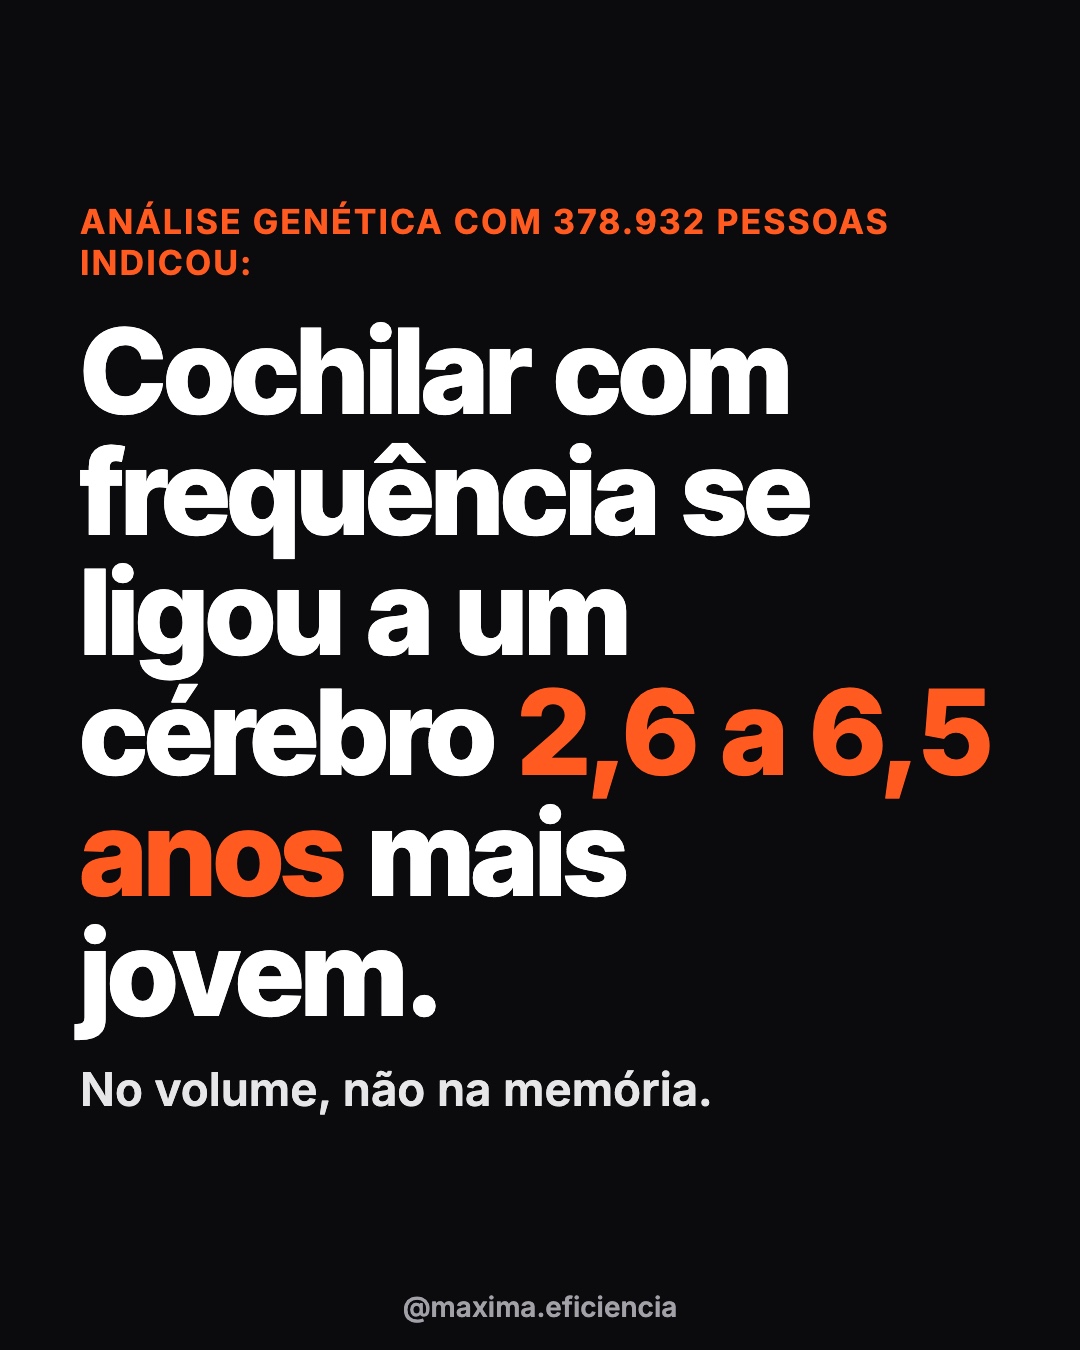 ANÁLISE GENÉTICA COM 378.932 PESSOAS
INDICOU:
Cochilar com
frequência se
ligou a um
cérebro 2,6 a 6,5
anos mais
jovem.
No volume, não na memória.
@maxima.eficiencia